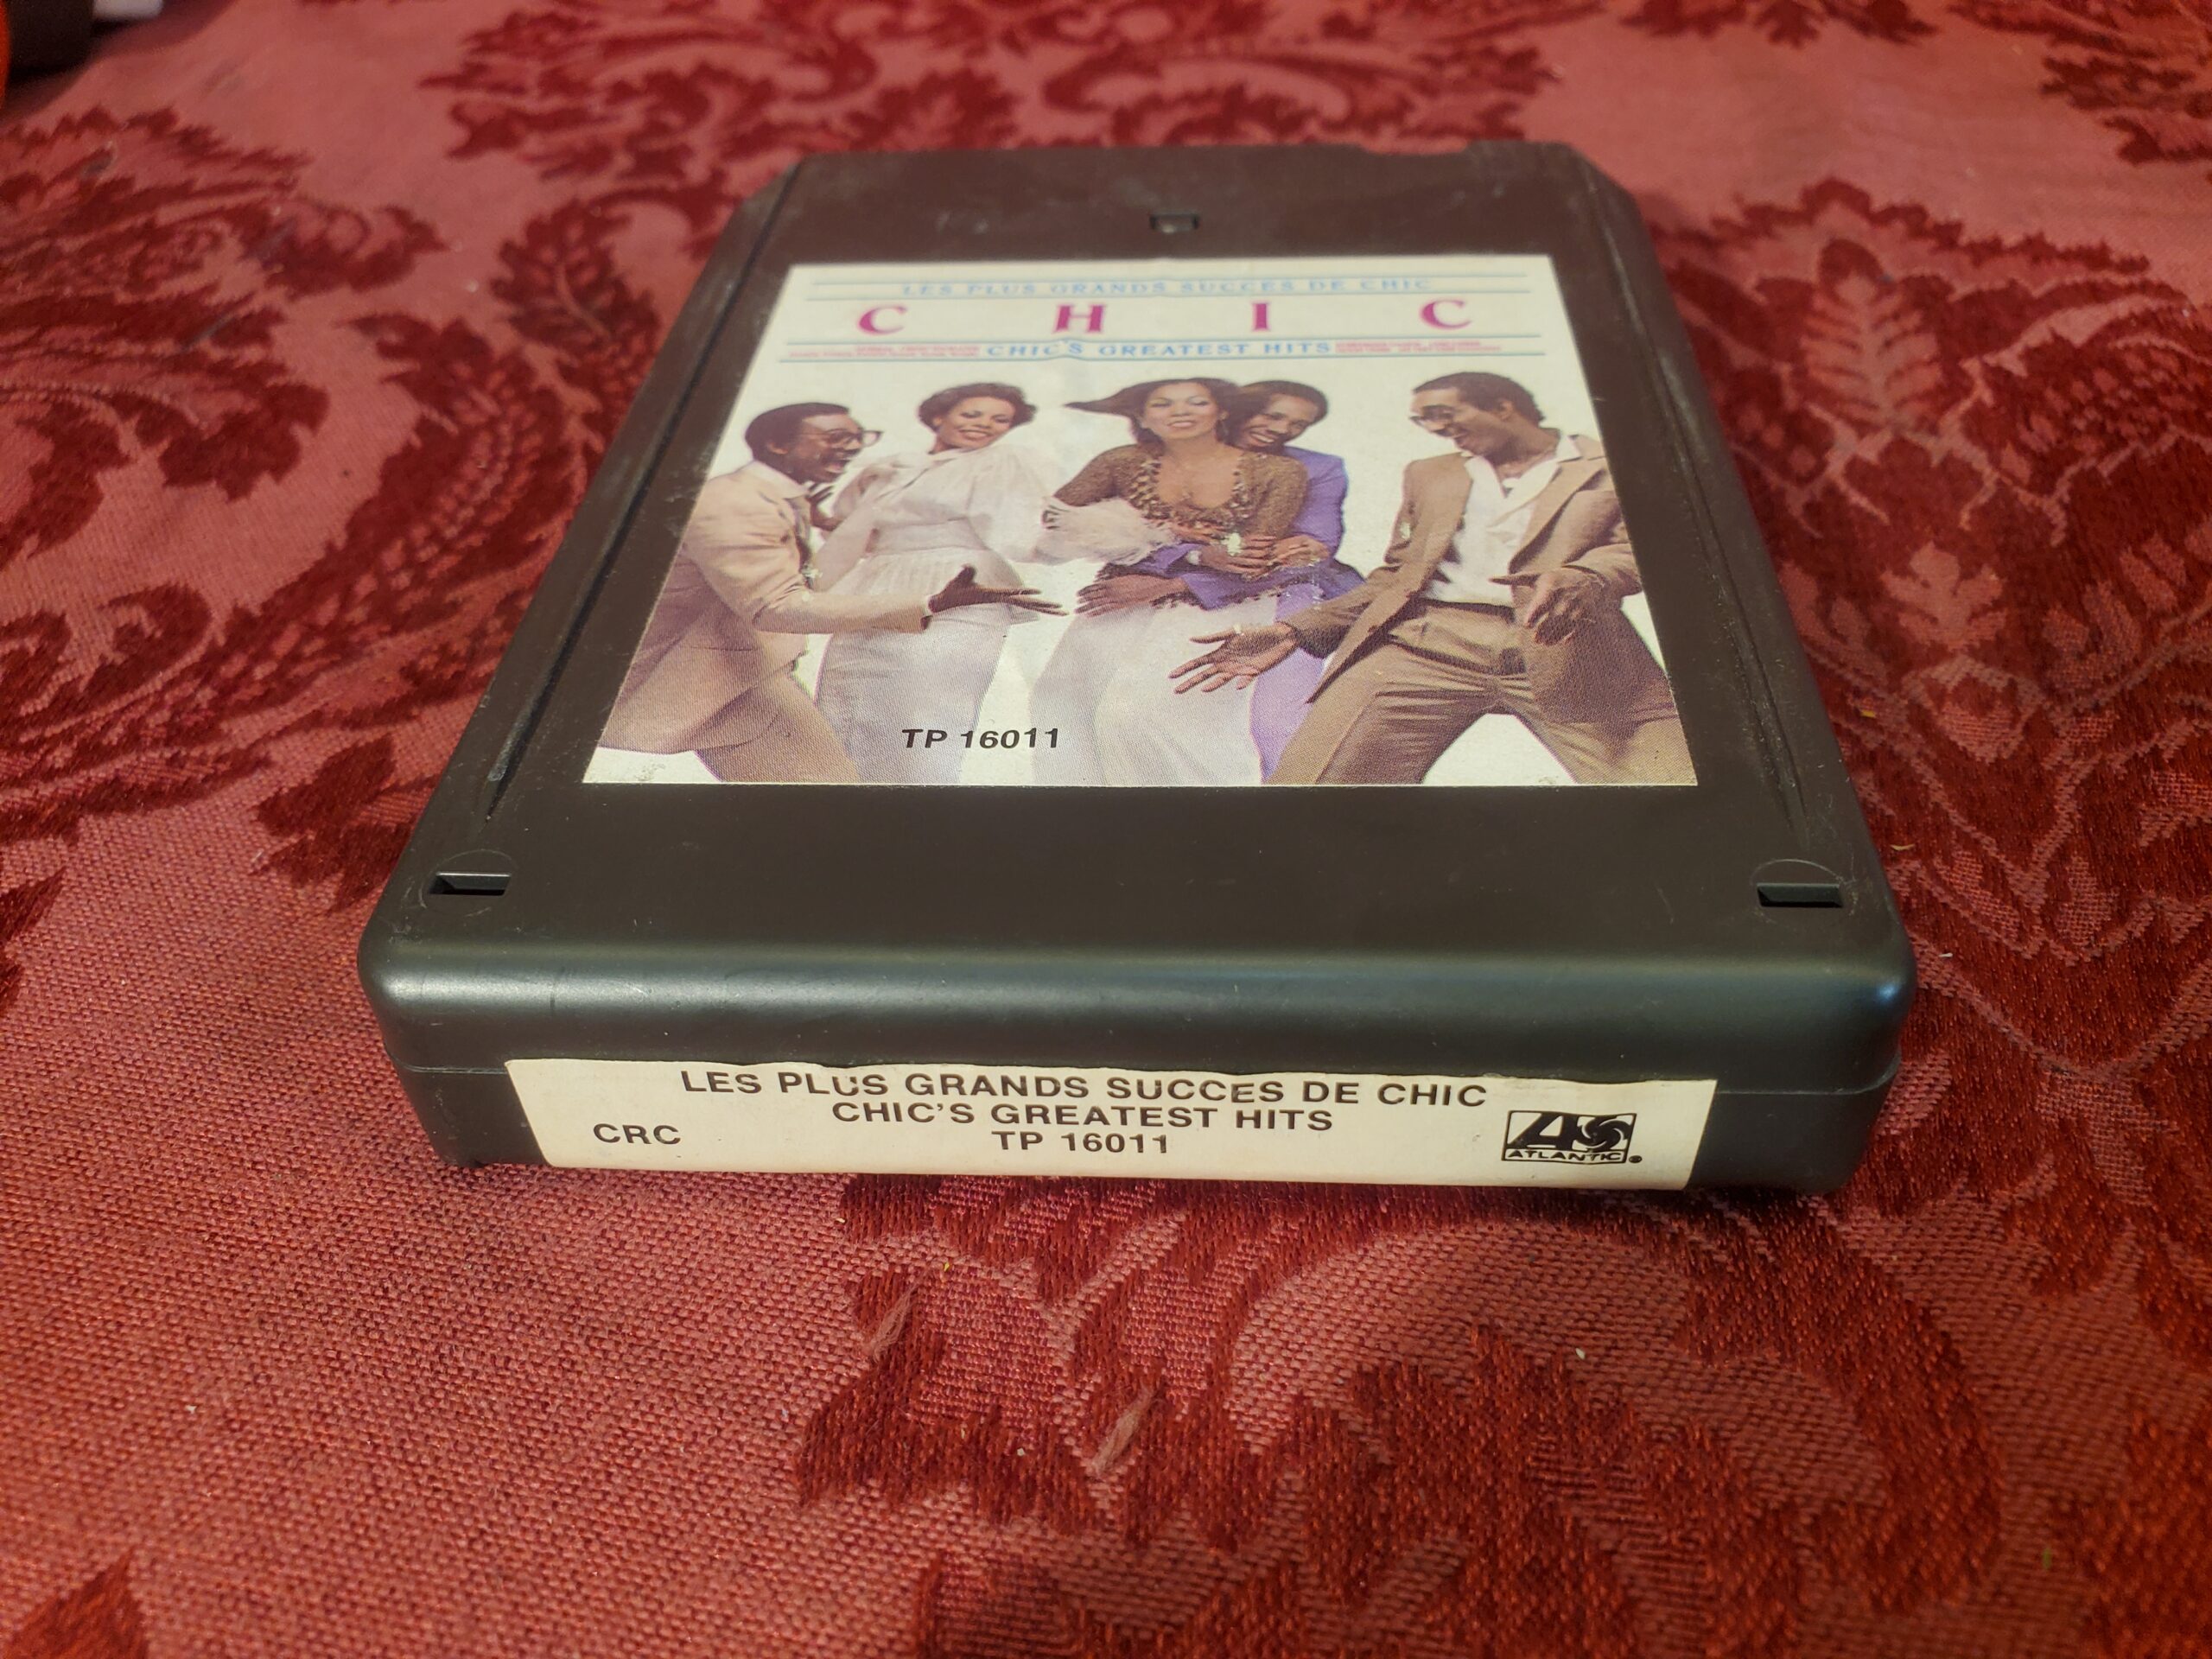 LES PLUS GRANDS SUCCES DE CHIC
CHIC
CHIC'S GREATEST HITS
TP 16011
LES PLUS GRANDS SUCCES DE CHIC
CHIC'S GREATEST HITS
CRC
TP 16011
ATLANTIC